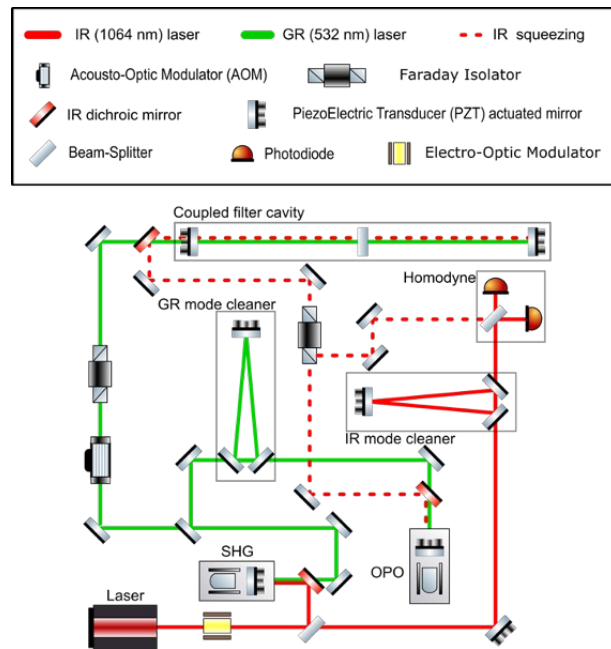 IR (1064 nm) laser GR (532 nm) laser IR squeezing
Acousto-Optic Modulator (AOM) Faraday Isolator
IR dichroic mirror PiezoElectric Transducer (PZT) actuated mirror
Beam-Splitter Photodiode Electro-Optic Modulator
Coupled filter cavity
Homodyne
GR mode cleaner
IR mode cleaner
SHG
OPO
Laser